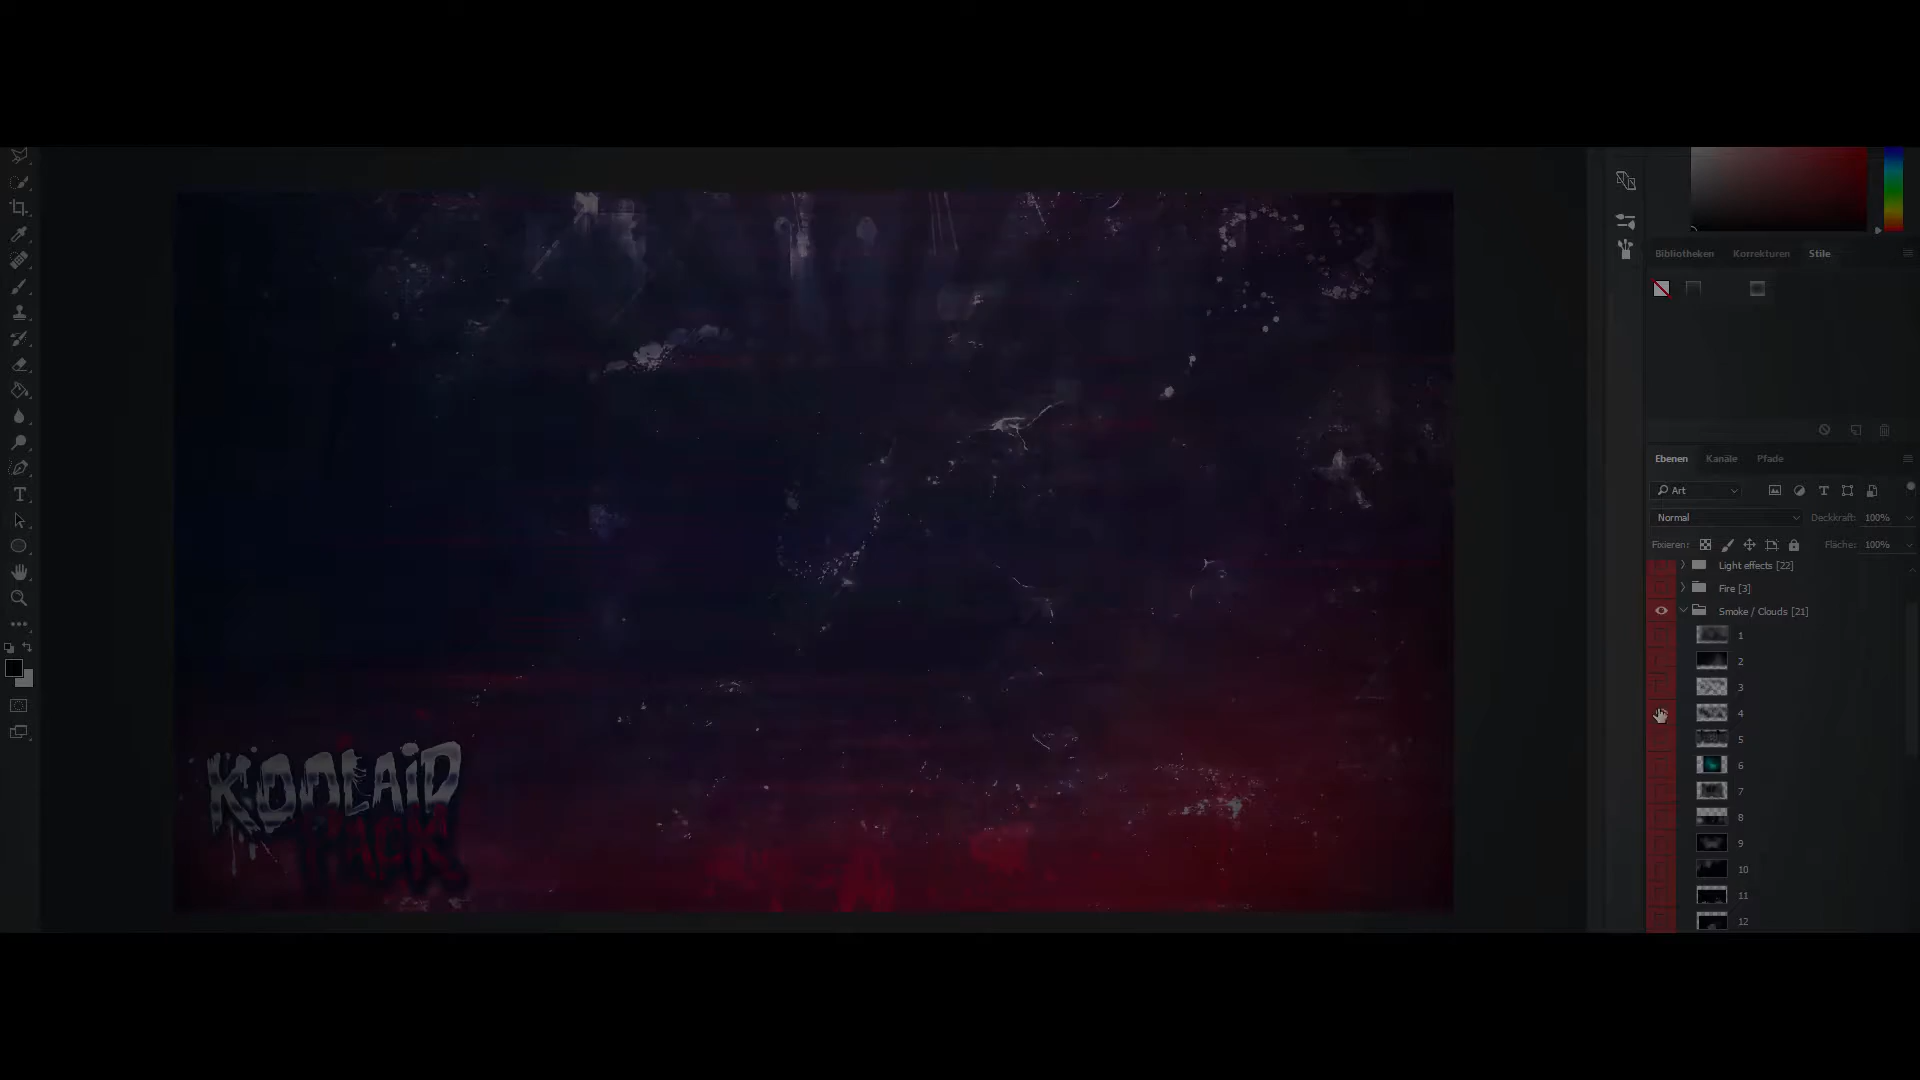 Bibliotheken Korrekturen Stile
Ebenen Kanäle Pfade
Art
Normal Deckkraft: 100%
Fixieren: Fläche: 100%
Light effects [22]
Fire [3]
Smoke / Clouds [21]
1
2
3
4
5
6
7
8
9
10
11
12
KOOLAID
PACK